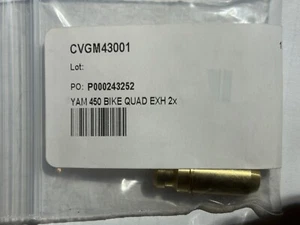 CVGM43001
Lot:
PO: P000243252
YAM 450 BIKE QUAD EXH 2x